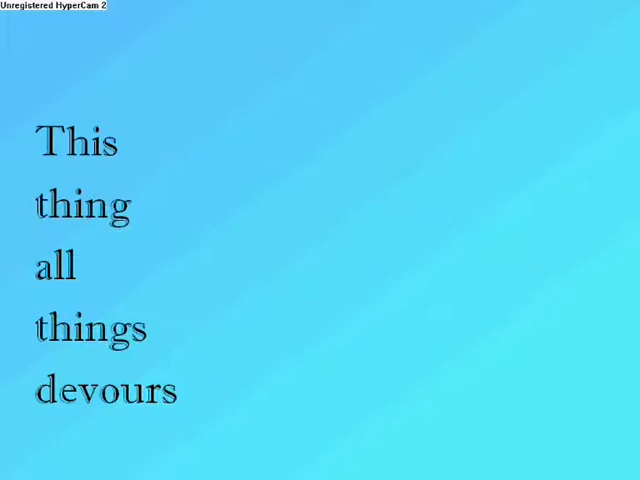 Unregistered HyperCam 2
This
thing
all
things
devours